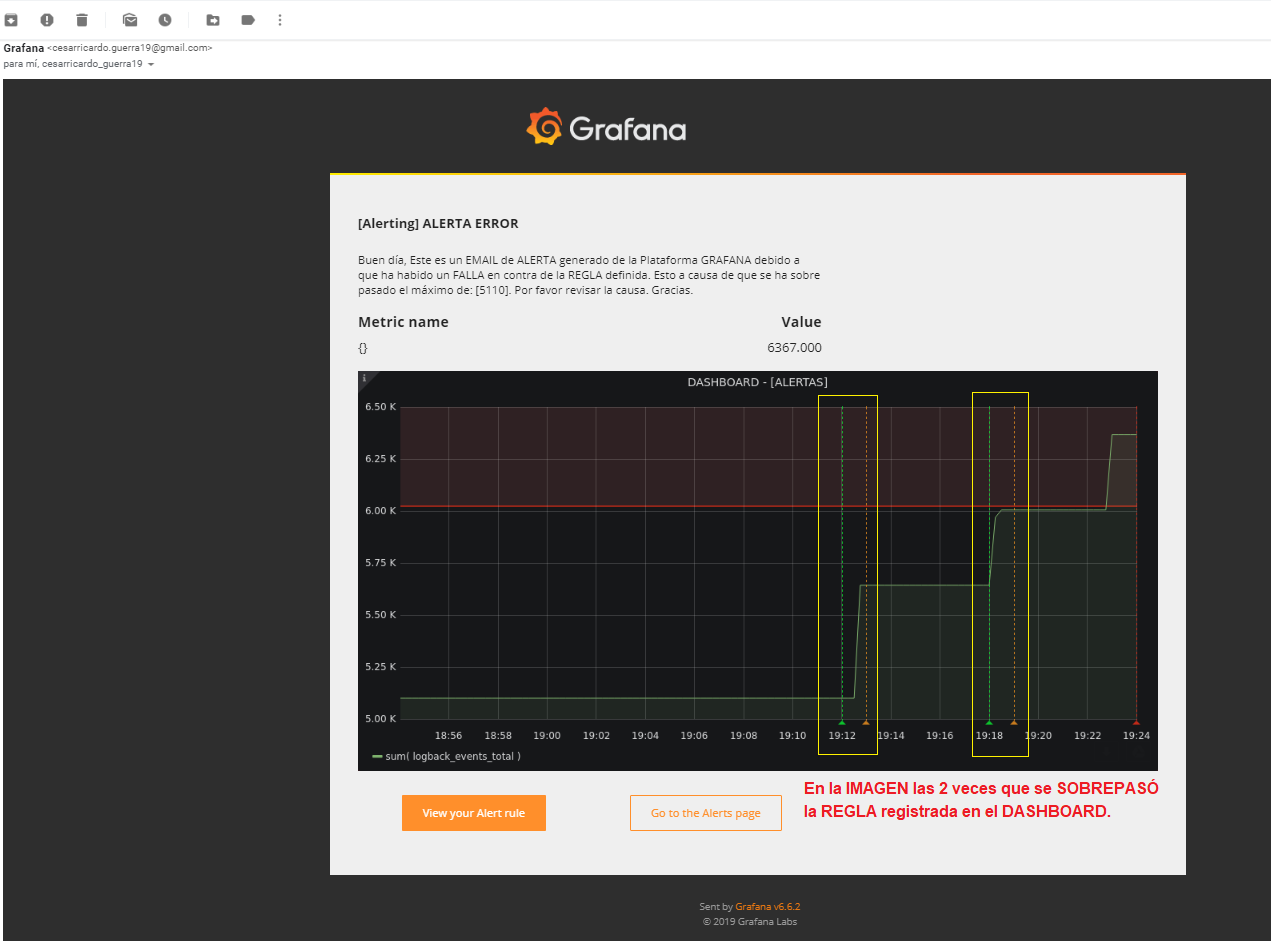 Grafana <cesarricardo.guerra19@gmail.com>
para mí, cesarricardo_guerra19
Grafana
[Alerting] ALERTA ERROR
Buen día, Este es un EMAIL de ALERTA generado de la Plataforma GRAFANA debido a
que ha habido un FALLA en contra de la REGLA definida. Esto a causa de que se ha sobre
pasado el máximo de: [5110]. Por favor revisar la causa. Gracias.
Metric name Value
{} 6367.000
i
DASHBOARD - [ALERTAS]
6.50 K
6.25 K
6.00 K
5.75 K
5.50 K
5.25 K
5.00 K
18:56 18:58 19:00 19:02 19:04 19:06 19:08 19:10 19:12 19:14 19:16 19:18 19:20 19:22 19:24
sum( logback_events_total )
En la IMAGEN las 2 veces que se SOBREPASÓ
la REGLA registrada en el DASHBOARD.
View your Alert rule
Go to the Alerts page
Sent by Grafana v6.6.2
© 2019 Grafana Labs